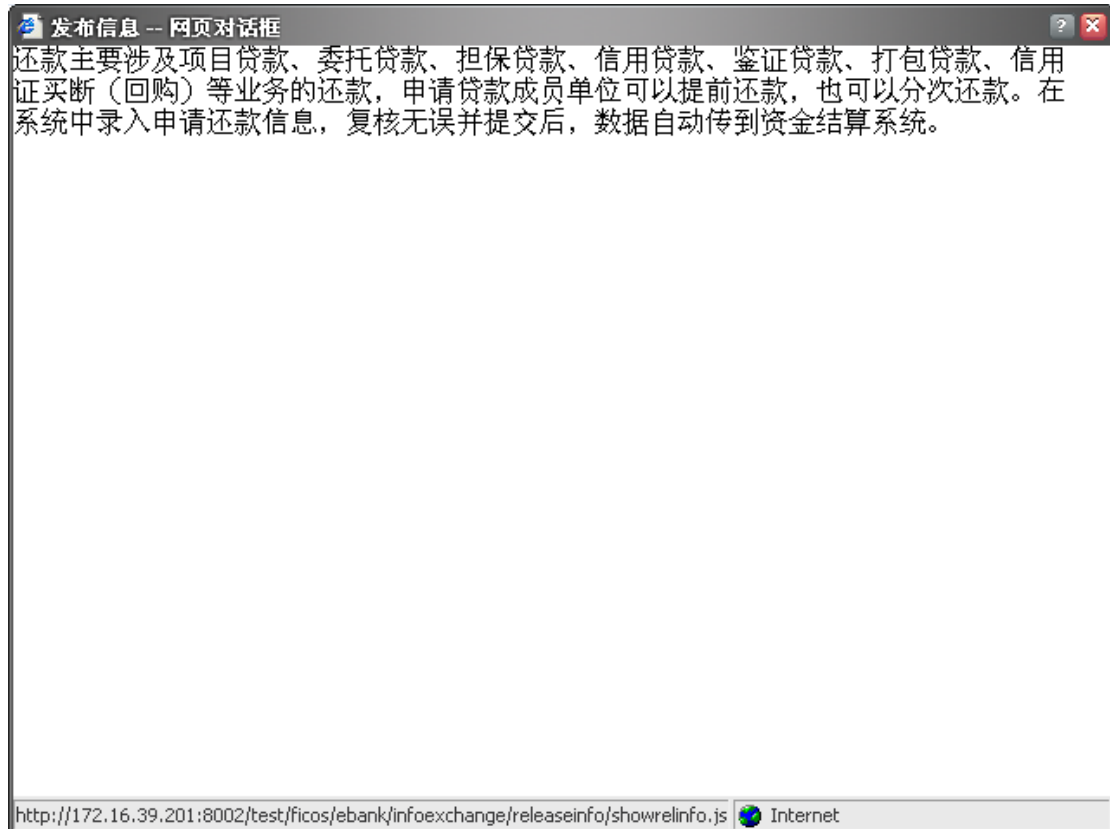 发布信息 -- 网页对话框
还款主要涉及项目贷款、委托贷款、担保贷款、信用贷款、鉴证贷款、打包贷款、信用
证买断（回购）等业务的还款，申请贷款成员单位可以提前还款，也可以分次还款。在
系统中录入申请还款信息，复核无误并提交后，数据自动传到资金结算系统。
http://172.16.39.201:8002/test/ficos/ebank/infoexchange/releaseinfo/showrelinfo.js Internet